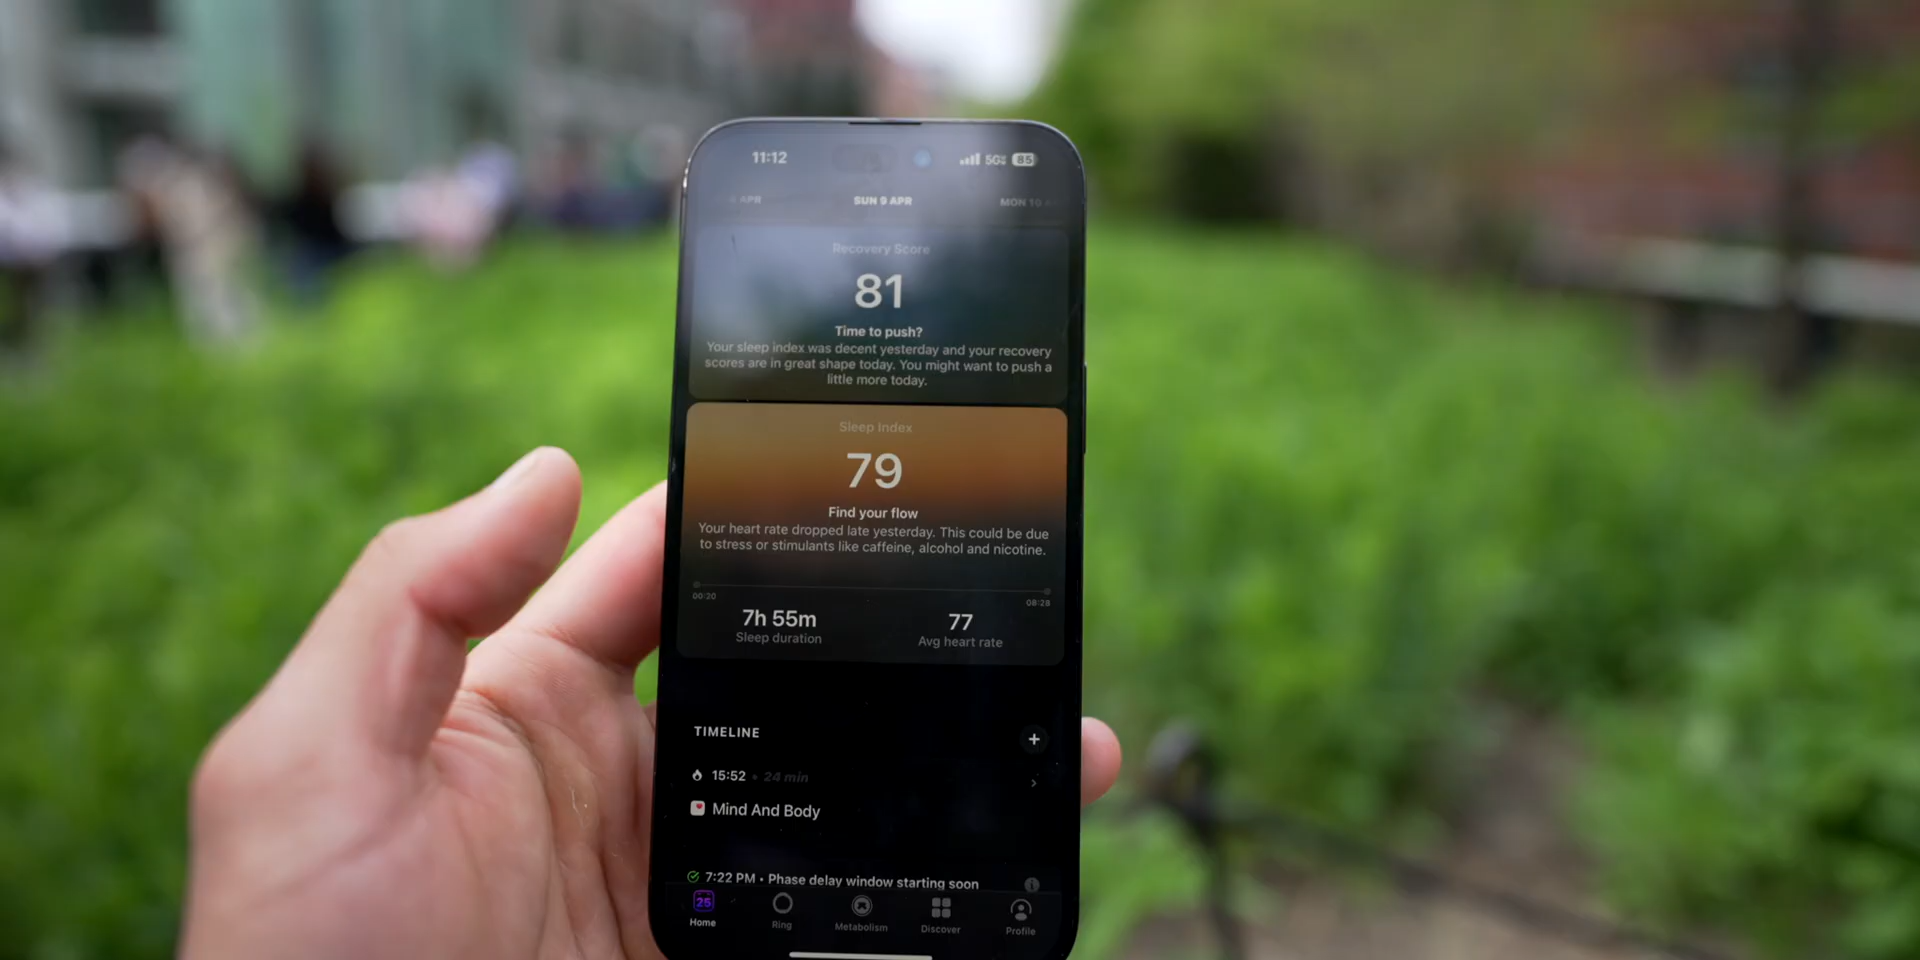 11:12
5G 85
APR SUN 9 APR MON 10
Recovery Score
81
Time to push?
Your sleep index was decent yesterday and your recovery
scores are in great shape today. You might want to push a
little more today.
Sleep Index
79
Find your flow
Your heart rate dropped late yesterday. This could be due
to stress or stimulants like caffeine, alcohol and nicotine.
00:20 08:28
7h 55m 77
Sleep duration Avg heart rate
TIMELINE +
15:52 • 24 min
Mind And Body
7:22 PM • Phase delay window starting soon
25
Home Ring Metabolism Discover Profile